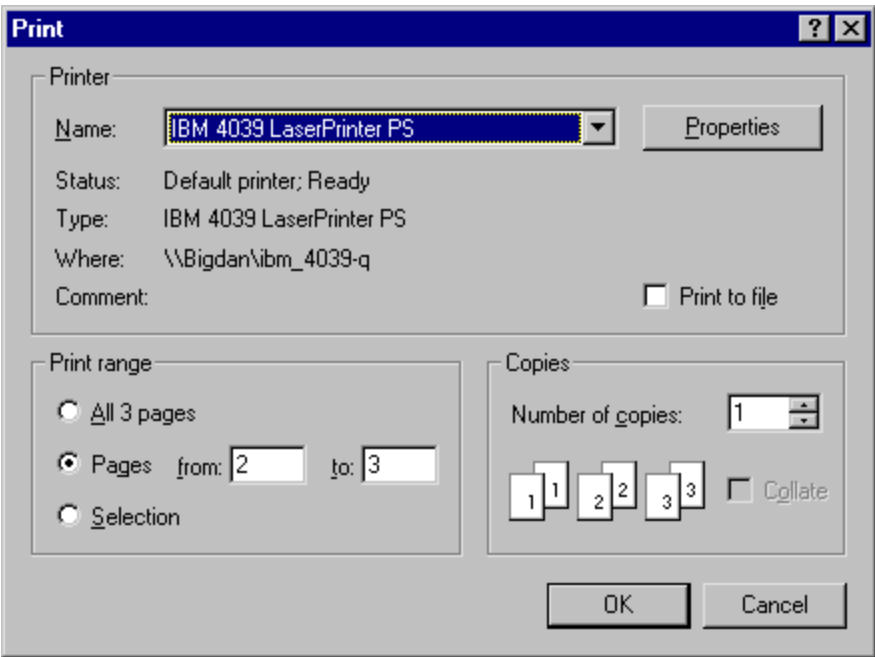 Print
Printer
Name: IBM 4039 LaserPrinter PS Properties
Status: Default printer; Ready
Type: IBM 4039 LaserPrinter PS
Where: \\Bigdan\ibm_4039-q
Comment: Print to file
Print range
All 3 pages
Pages from: 2 to: 3
Selection
Copies
Number of copies: 1
1 1 2 2 3 3 Collate
OK Cancel